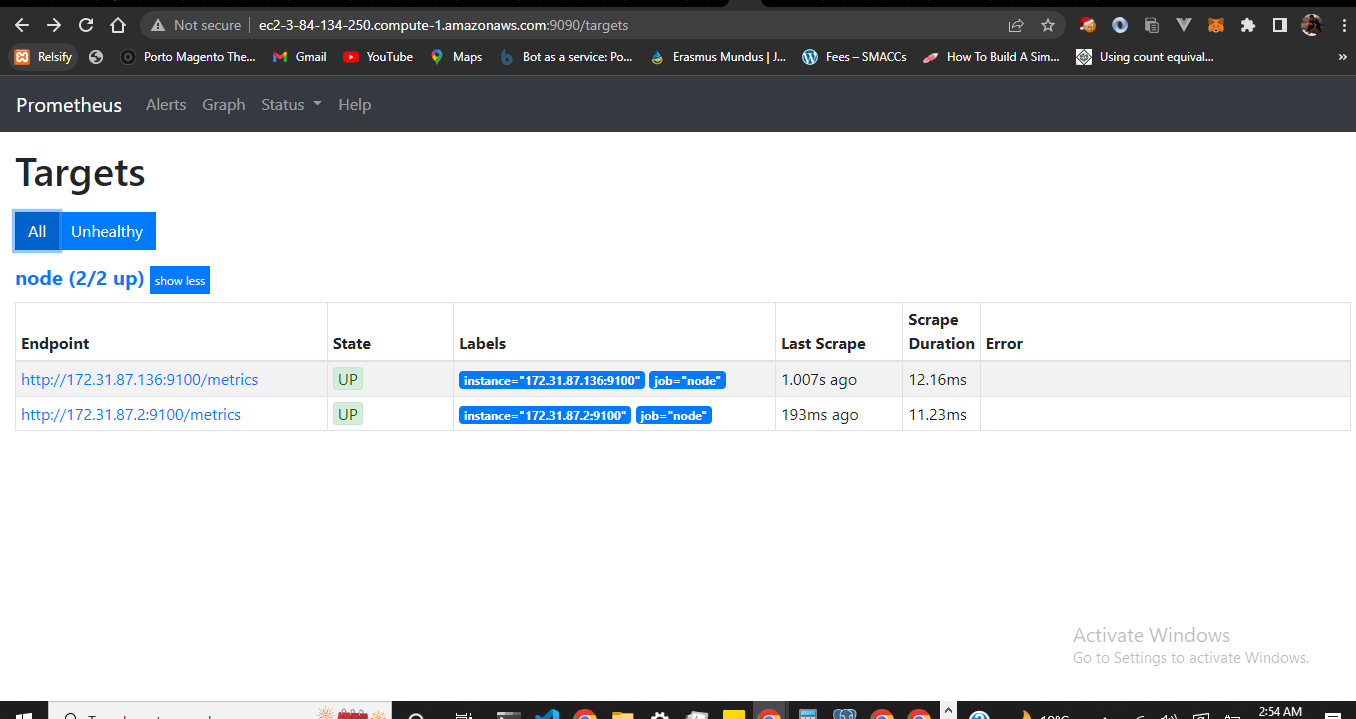 Not secure ec2-3-84-134-250.compute-1.amazonaws.com:9090/targets
Relsify Porto Magento The... Gmail YouTube Maps Bot as a service: Po... Erasmus Mundus | J... Fees – SMACCs How To Build A Sim... Using count equival... »
Prometheus Alerts Graph Status Help
Targets
All Unhealthy
node (2/2 up) show less
Endpoint State Labels Last Scrape Scrape Duration Error
http://172.31.87.136:9100/metrics UP instance="172.31.87.136:9100" job="node" 1.007s ago 12.16ms
http://172.31.87.2:9100/metrics UP instance="172.31.87.2:9100" job="node" 193ms ago 11.23ms
Activate Windows
Go to Settings to activate Windows.
2:54 AM